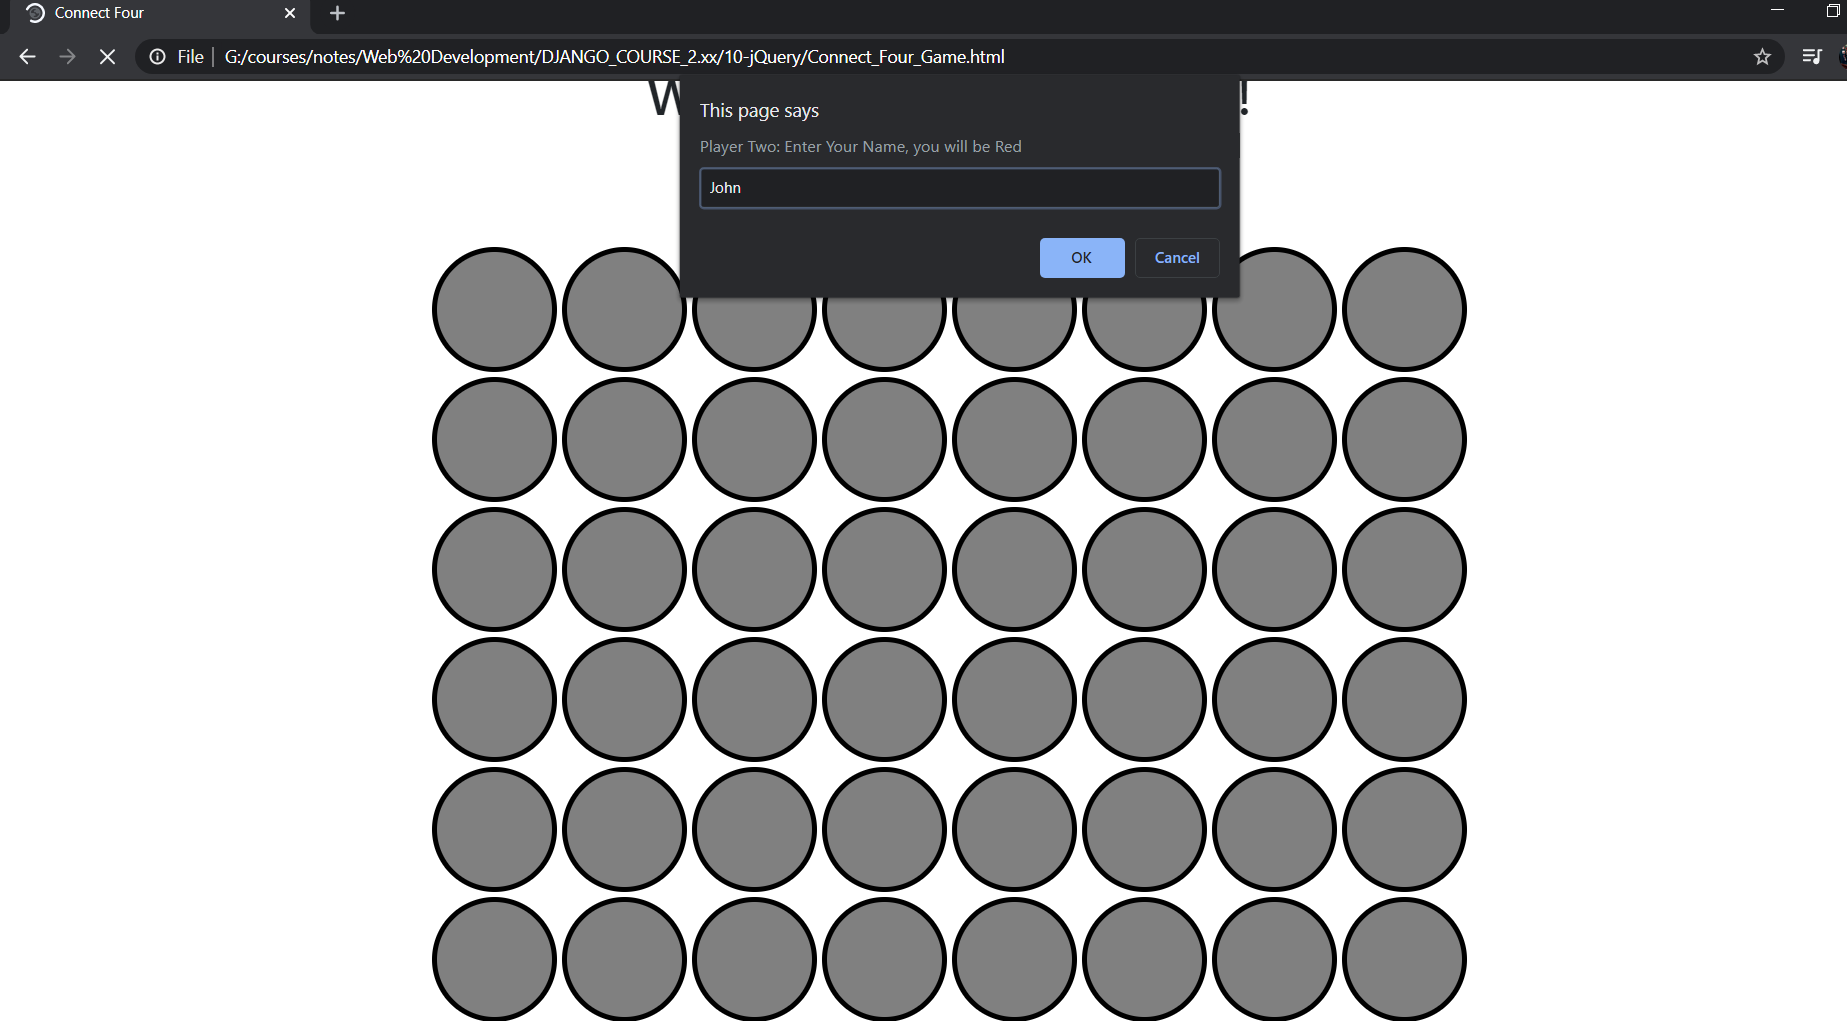 Connect Four
File
G:/courses/notes/Web%20Development/DJANGO_COURSE_2.xx/10-jQuery/Connect_Four_Game.html
W !
This page says
Player Two: Enter Your Name, you will be Red
John
OK Cancel